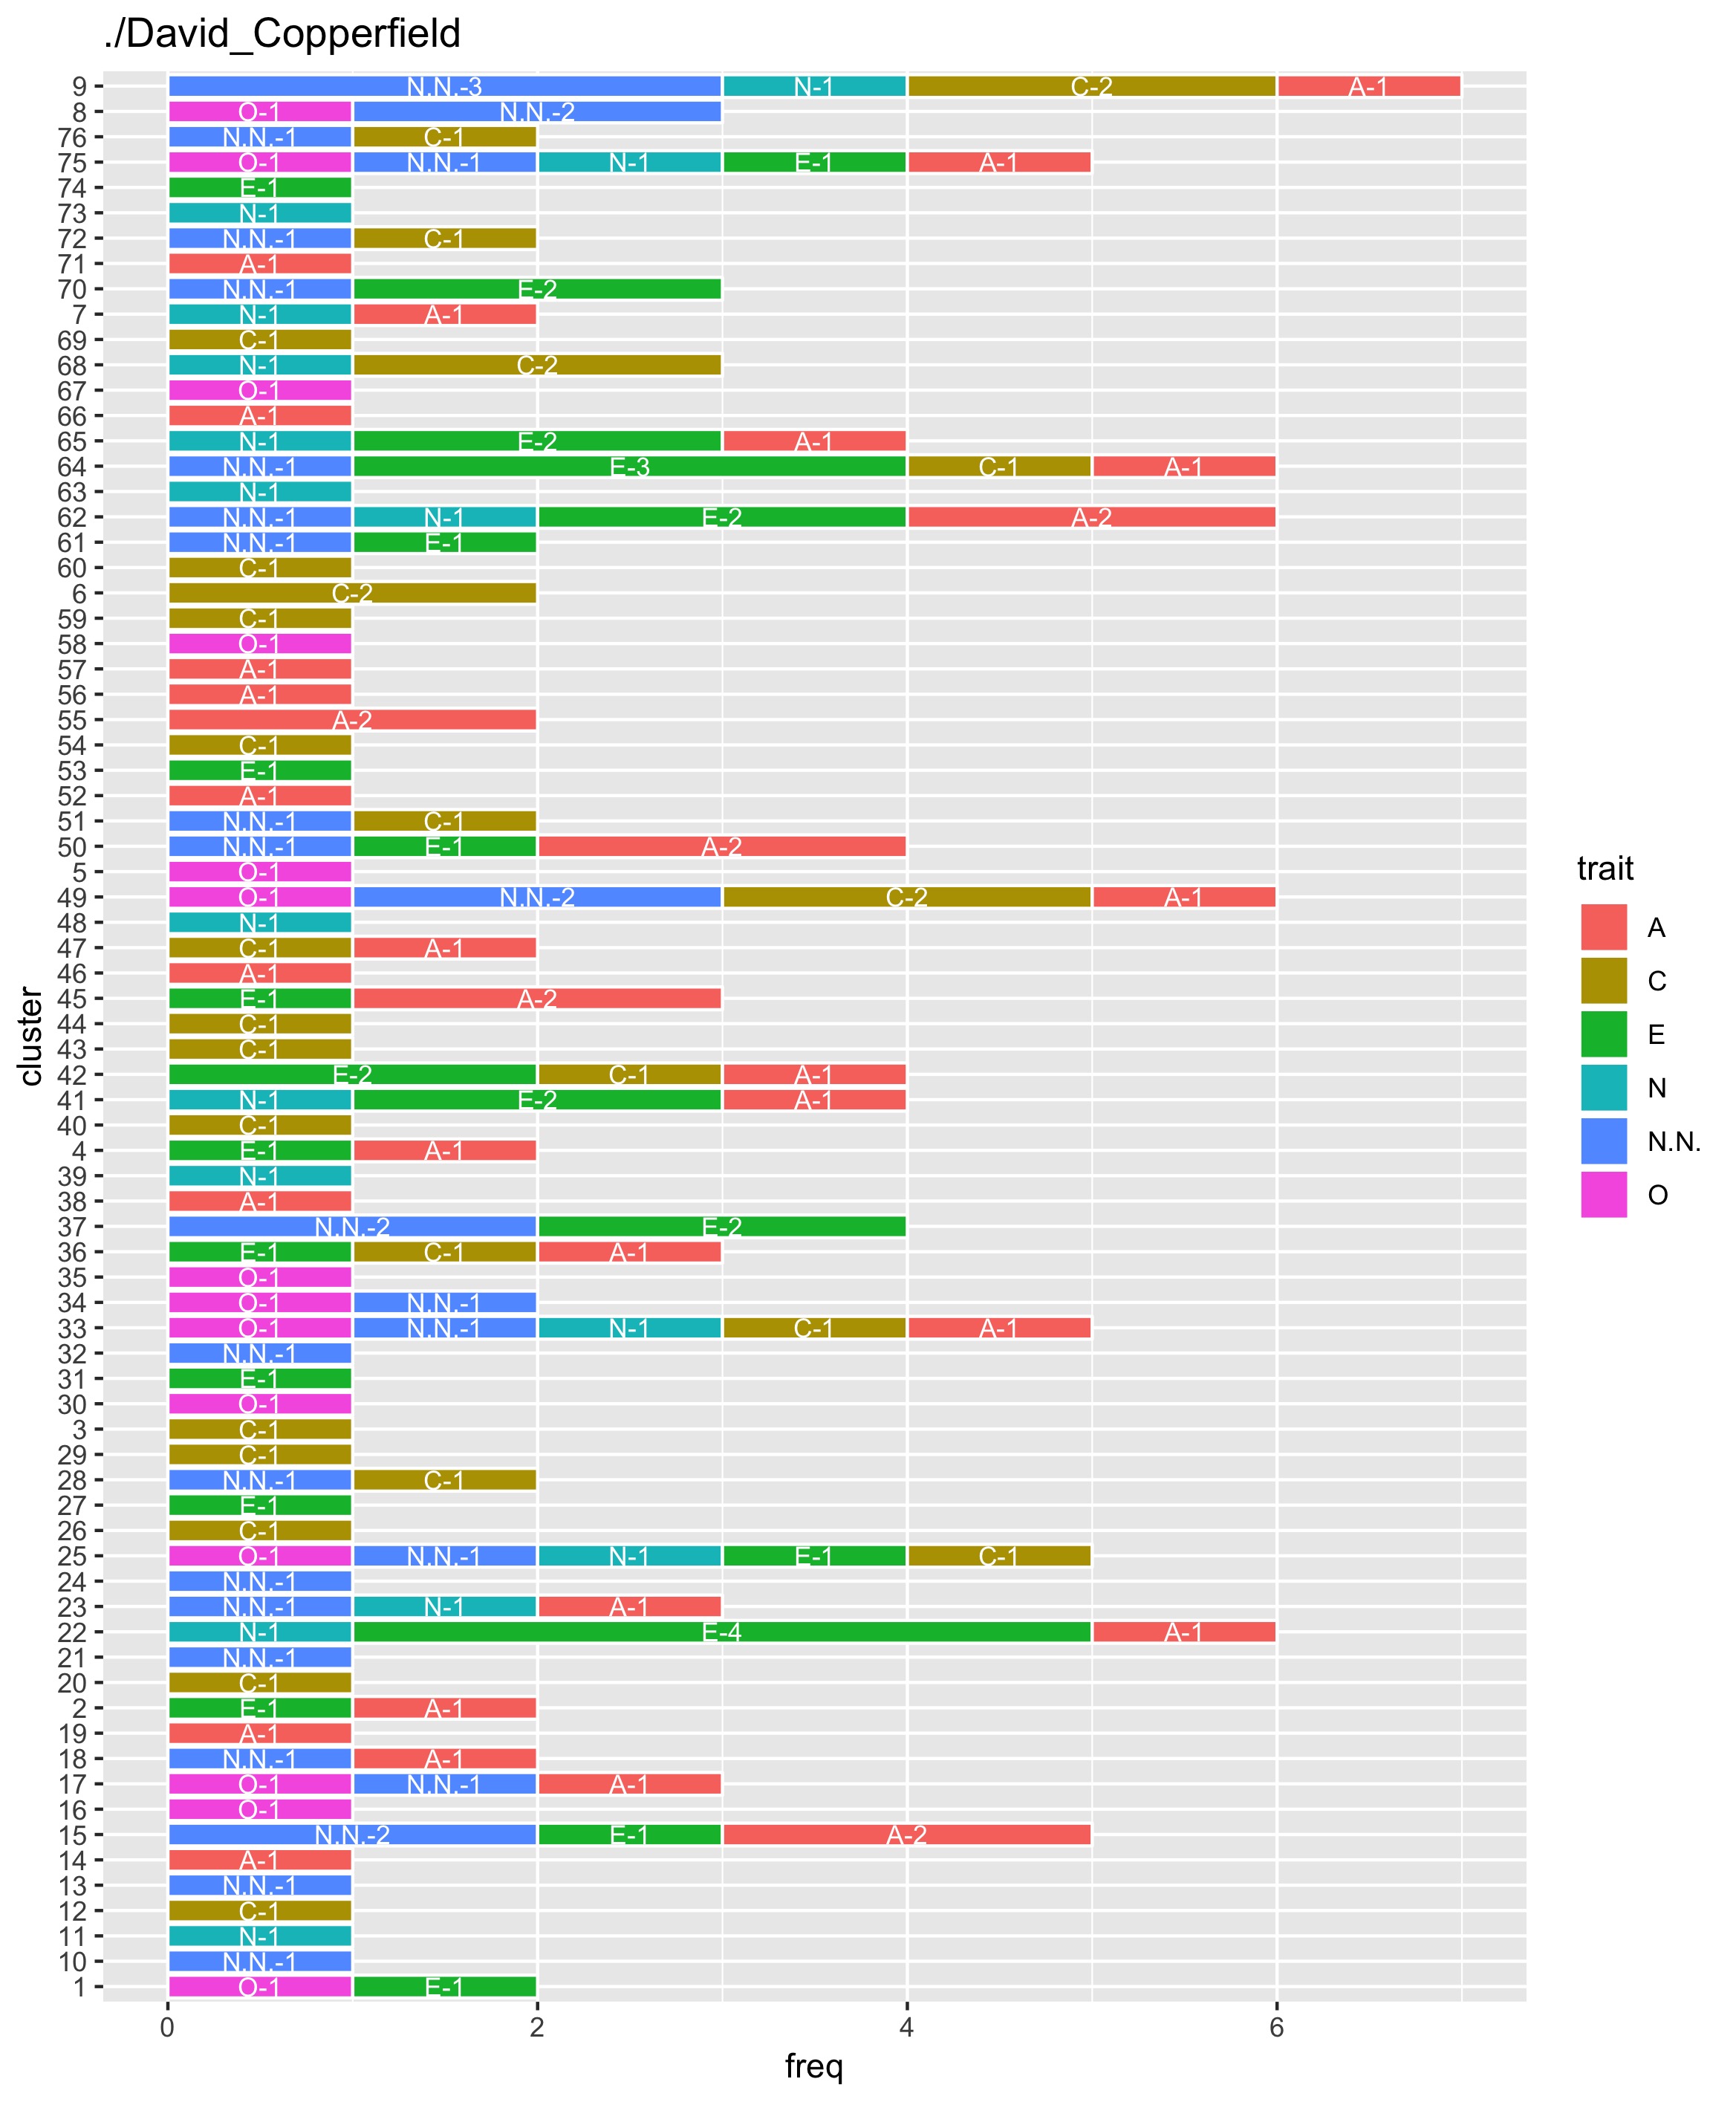 ./David_Copperfield
9 N.N.-3 N-1 C-2 A-1
8 O-1 N.N.-2
76 N.N.-1 C-1
75 O-1 N.N.-1 N-1 E-1 A-1
74 E-1
73 N-1
72 N.N.-1 C-1
71 A-1
70 N.N.-1 E-2
7 N-1 A-1
69 C-1
68 N-1 C-2
67 O-1
66 A-1
65 N-1 E-2 A-1
64 N.N.-1 E-3 C-1 A-1
63 N-1
62 N.N.-1 N-1 E-2 A-2
61 N.N.-1 E-1
60 C-1
6 C-2
59 C-1
58 O-1
57 A-1
56 A-1
55 A-2
54 C-1
53 E-1
52 A-1
51 N.N.-1 C-1
50 N.N.-1 E-1 A-2
5 O-1
49 O-1 N.N.-2 C-2 A-1
48 N-1
47 C-1 A-1
46 A-1
45 E-1 A-2
44 C-1
43 C-1
42 E-2 C-1 A-1
41 N-1 E-2 A-1
40 C-1
4 E-1 A-1
39 N-1
38 A-1
37 N.N.-2 E-2
36 E-1 C-1 A-1
35 O-1
34 O-1 N.N.-1
33 O-1 N.N.-1 N-1 C-1 A-1
32 N.N.-1
31 E-1
30 O-1
3 C-1
29 C-1
28 N.N.-1 C-1
27 E-1
26 C-1
25 O-1 N.N.-1 N-1 E-1 C-1
24 N.N.-1
23 N.N.-1 N-1 A-1
22 N-1 E-4 A-1
21 N.N.-1
20 C-1
2 E-1 A-1
19 A-1
18 N.N.-1 A-1
17 O-1 N.N.-1 A-1
16 O-1
15 N.N.-2 E-1 A-2
14 A-1
13 N.N.-1
12 C-1
11 N-1
10 N.N.-1
1 O-1 E-1
0 2 4 6
freq
cluster
trait
A
C
E
N
N.N.
O